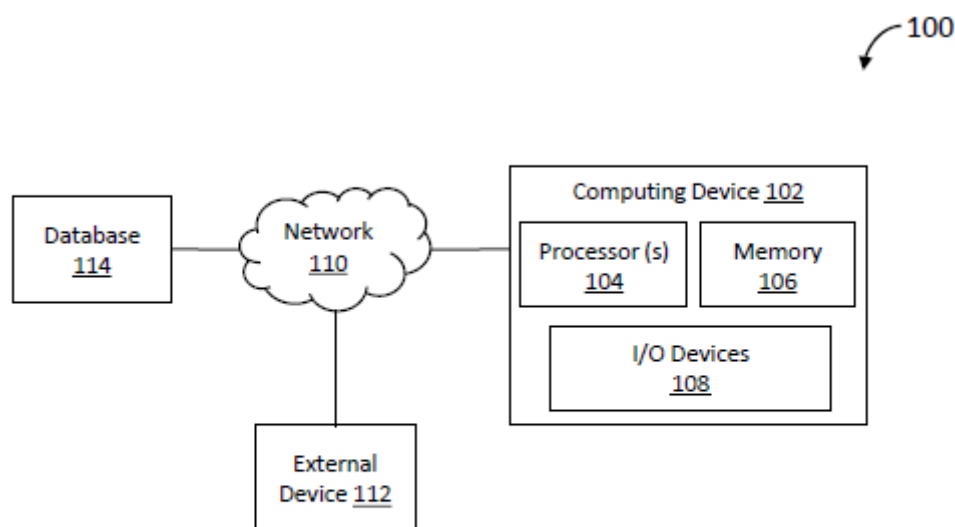 100
Computing Device 102
Database
114
Network
110
Processor (s)
104
Memory
106
I/O Devices
108
External
Device 112